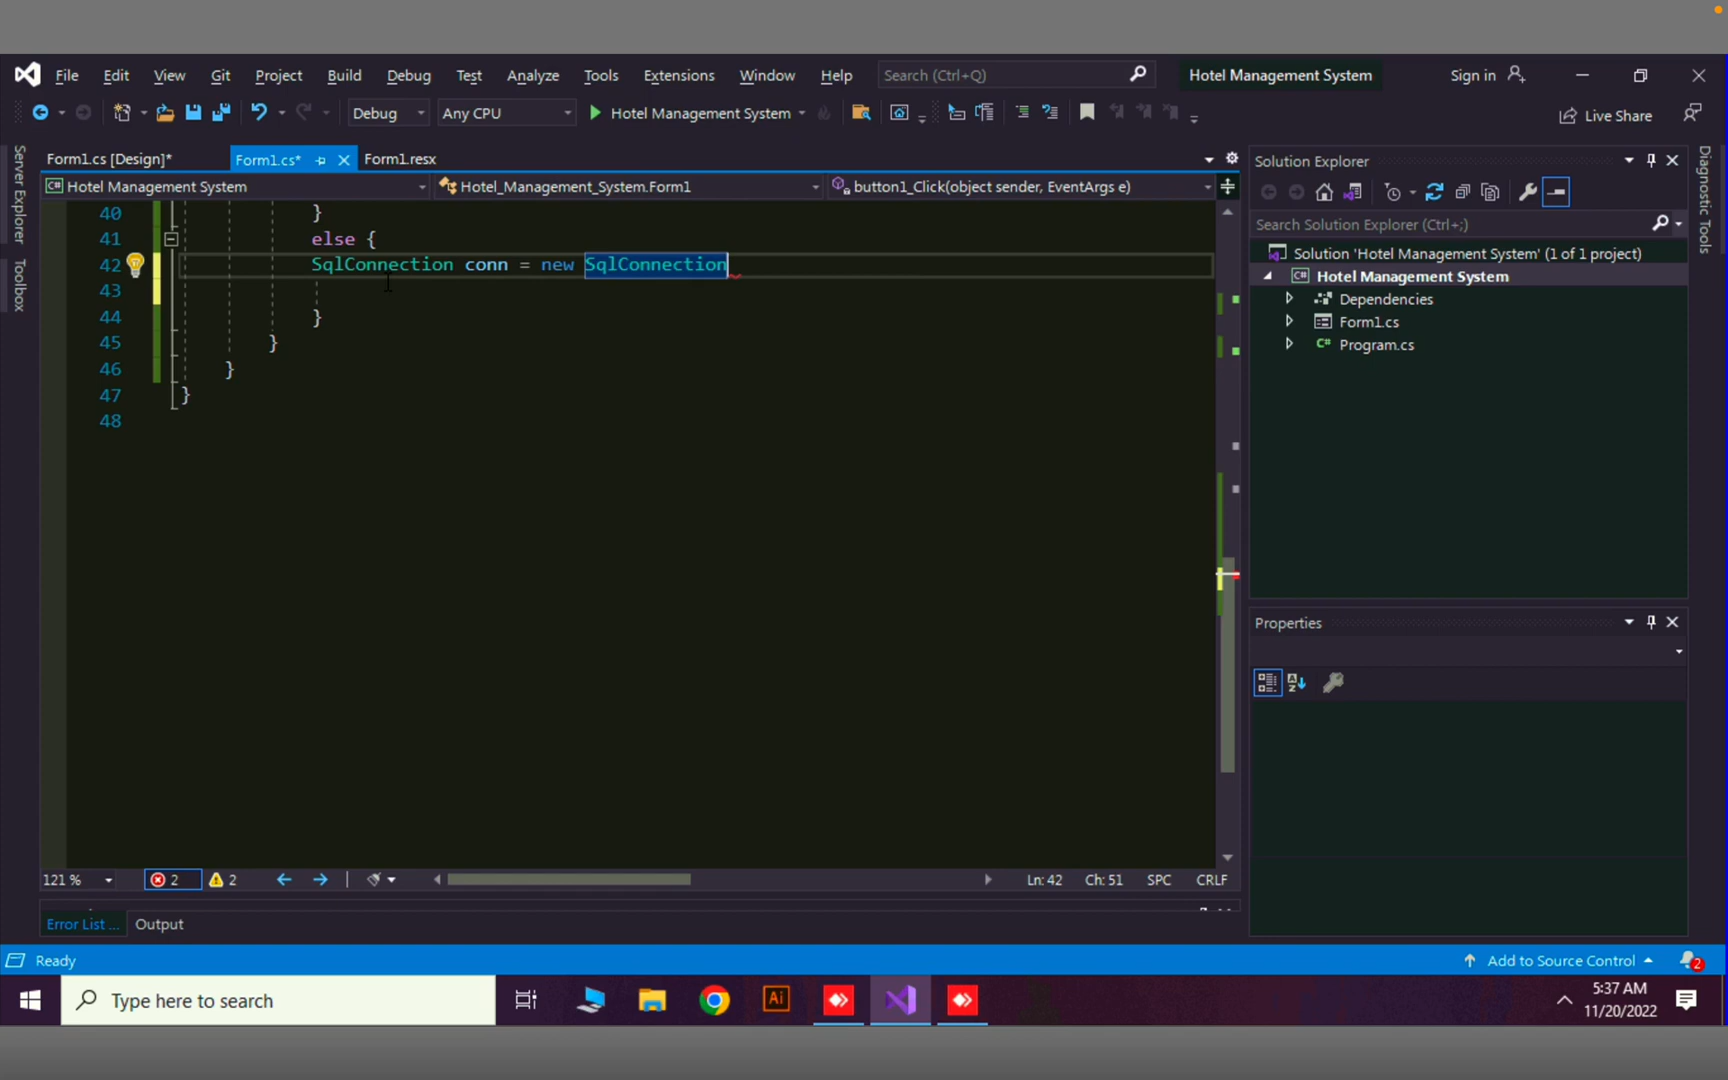 File Edit View Git Project Build Debug Test Analyze Tools Extensions Window Help Search (Ctrl+Q) Hotel Management System Sign in
Debug Any CPU Hotel Management System Live Share
Form1.cs [Design]* Form1.cs* Form1.resx
Hotel Management System Hotel_Management_System.Form1 button1_Click(object sender, EventArgs e)
40 }
41 else {
42 SqlConnection conn = new SqlConnection
43
44 }
45 }
46 }
47 }
48
Server Explorer
Toolbox
Solution Explorer
Search Solution Explorer (Ctrl+;)
Solution 'Hotel Management System' (1 of 1 project)
Hotel Management System
Dependencies
Form1.cs
C# Program.cs
Properties
Diagnostic Tools
121 % 2 2 Ln: 42 Ch: 51 SPC CRLF
Error List ... Output
Ready Add to Source Control 2
Type here to search Ai 5:37 AM
11/20/2022